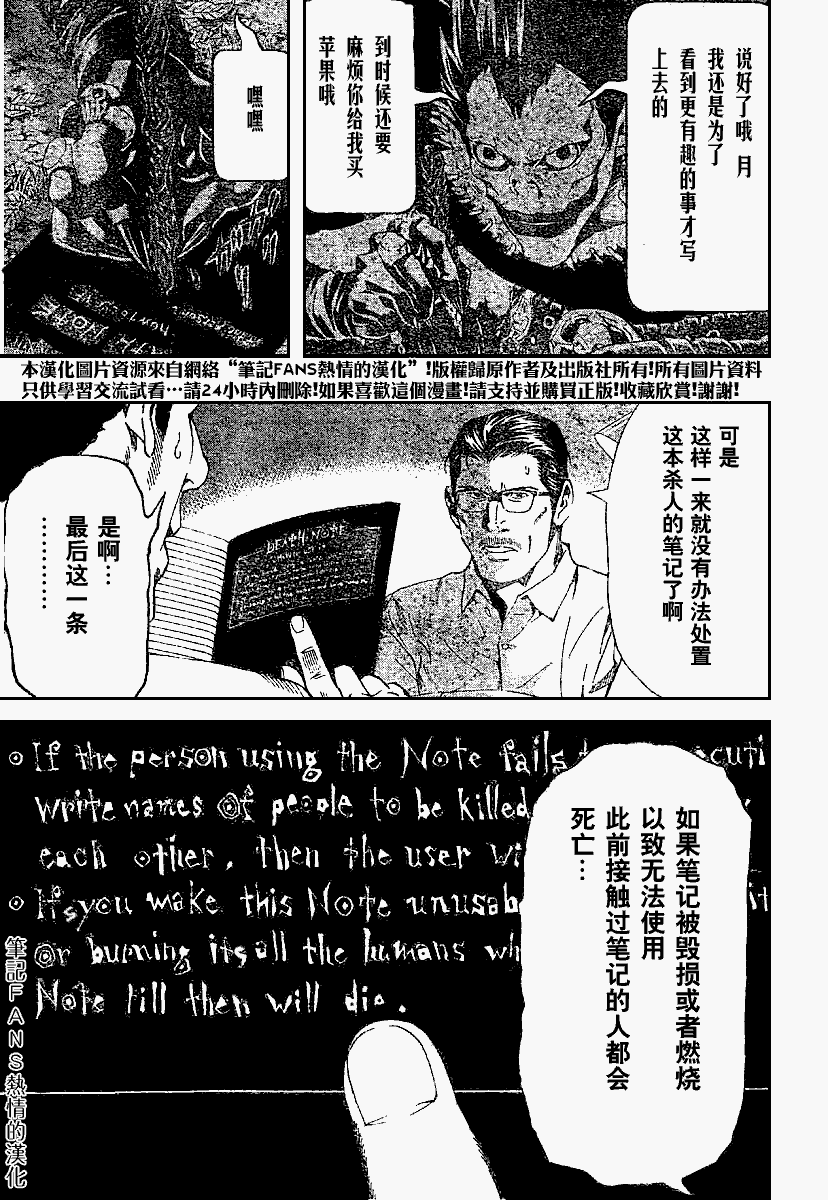 说好了哦 月
我还是为了
看到更有趣的事才写
上去的
到时候还要
麻烦你给我买
苹果哦
嘿嘿
本漢化圖片資源來自網絡“筆記FANS熱情的漢化”!版權歸原作者及出版社所有!所有圖片資料
只供學習交流試看…請24小時內刪除!如果喜歡這個漫畫!請支持並購買正版!收藏欣賞!謝謝!
可是
这样一来就没有办法处置
这本杀人的笔记了啊
DEATH NOTE
是啊…
最后这一条
…………
如果笔记被毁损或者燃烧
以致无法使用
此前接触过笔记的人都会
死亡…
If the person using the Note fails
write names of people to be killed
each other, then the user
If you make this Note
or burning its all the humans
Note till then will die.
筆記FANS熱情的漢化